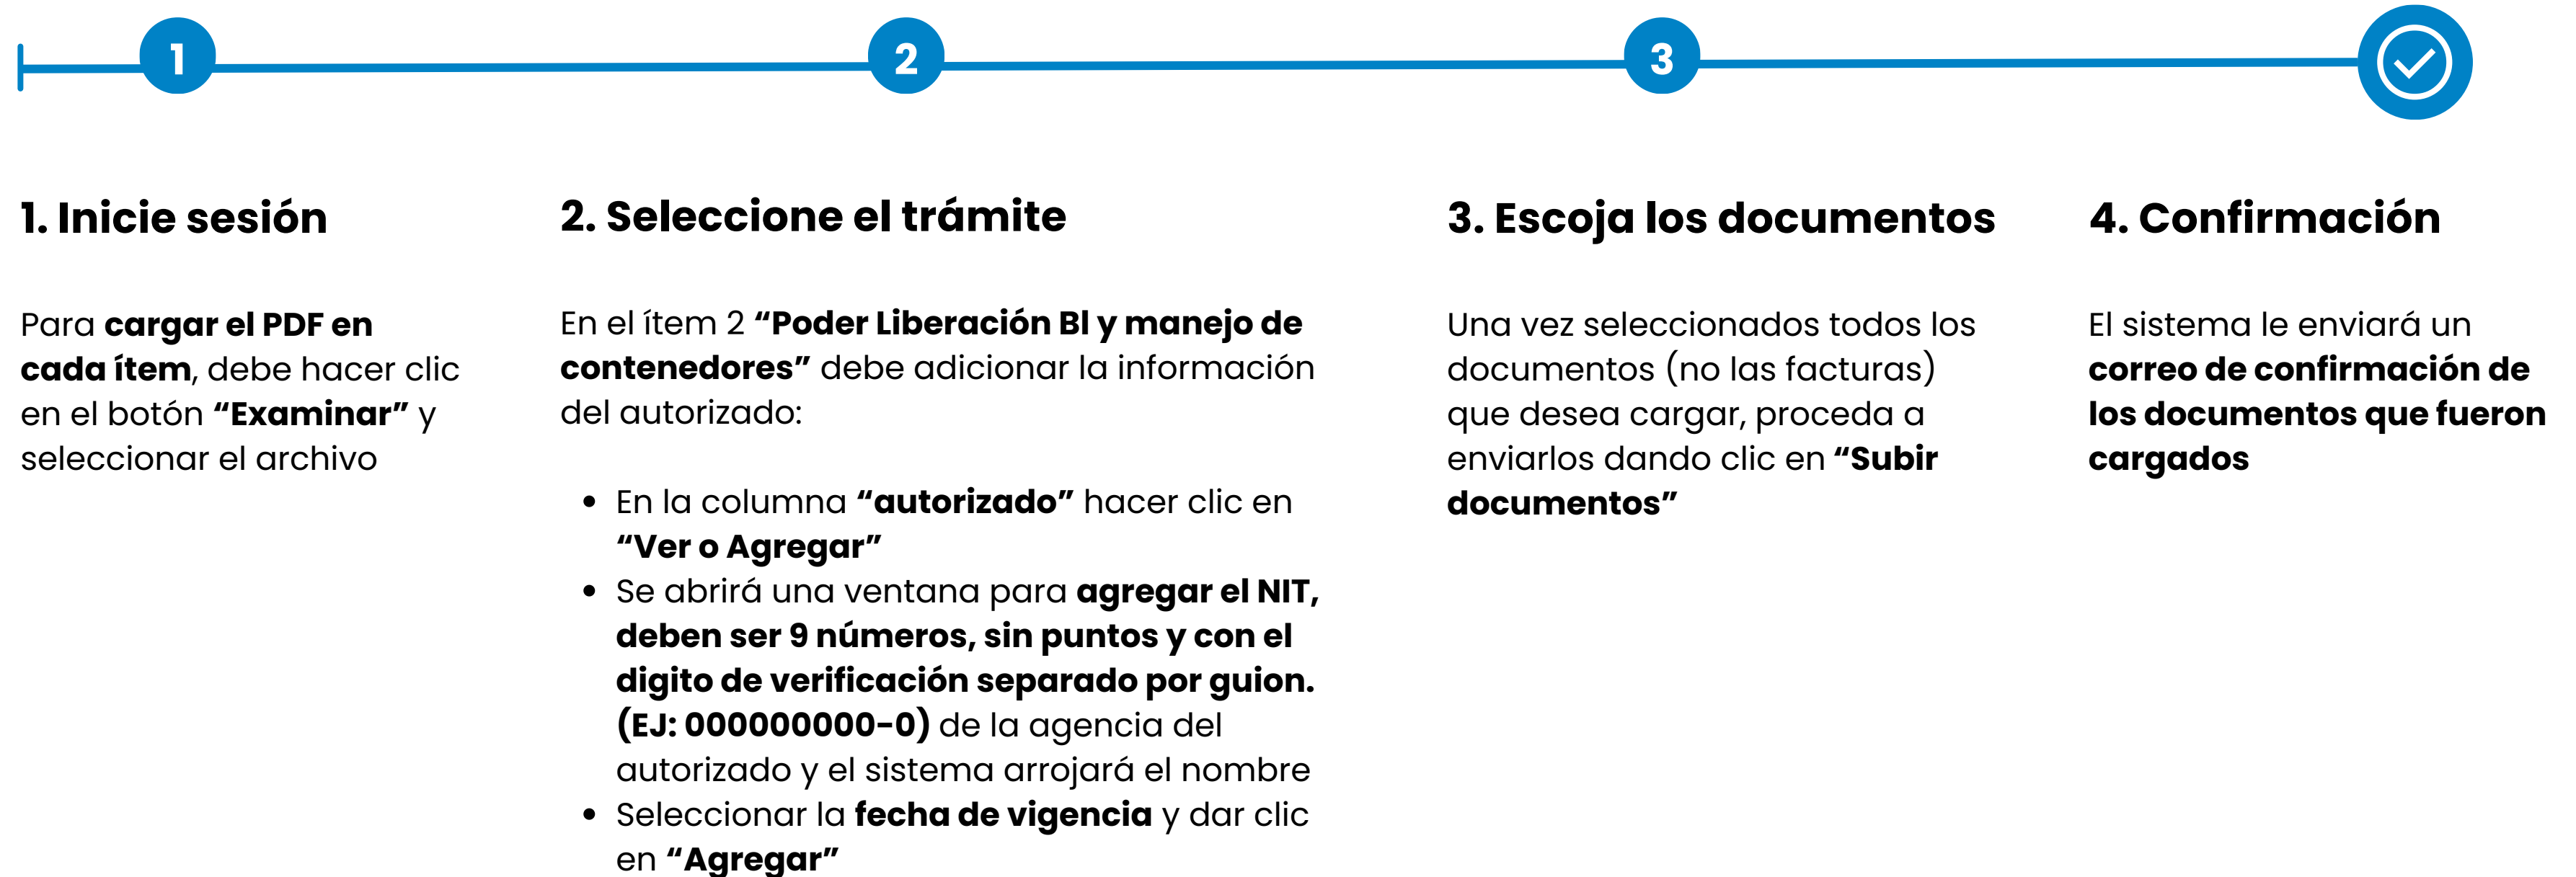 1
2
3
1. Inicie sesión
Para cargar el PDF en
cada ítem, debe hacer clic
en el botón “Examinar” y
seleccionar el archivo
2. Seleccione el trámite
En el ítem 2 “Poder Liberación Bl y manejo de
contenedores” debe adicionar la información
del autorizado:
• En la columna “autorizado” hacer clic en
“Ver o Agregar”
• Se abrirá una ventana para agregar el NIT,
deben ser 9 números, sin puntos y con el
digito de verificación separado por guion.
(EJ: 000000000-0) de la agencia del
autorizado y el sistema arrojará el nombre
• Seleccionar la fecha de vigencia y dar clic
en “Agregar”
3. Escoja los documentos
Una vez seleccionados todos los
documentos (no las facturas)
que desea cargar, proceda a
enviarlos dando clic en “Subir
documentos”
4. Confirmación
El sistema le enviará un
correo de confirmación de
los documentos que fueron
cargados